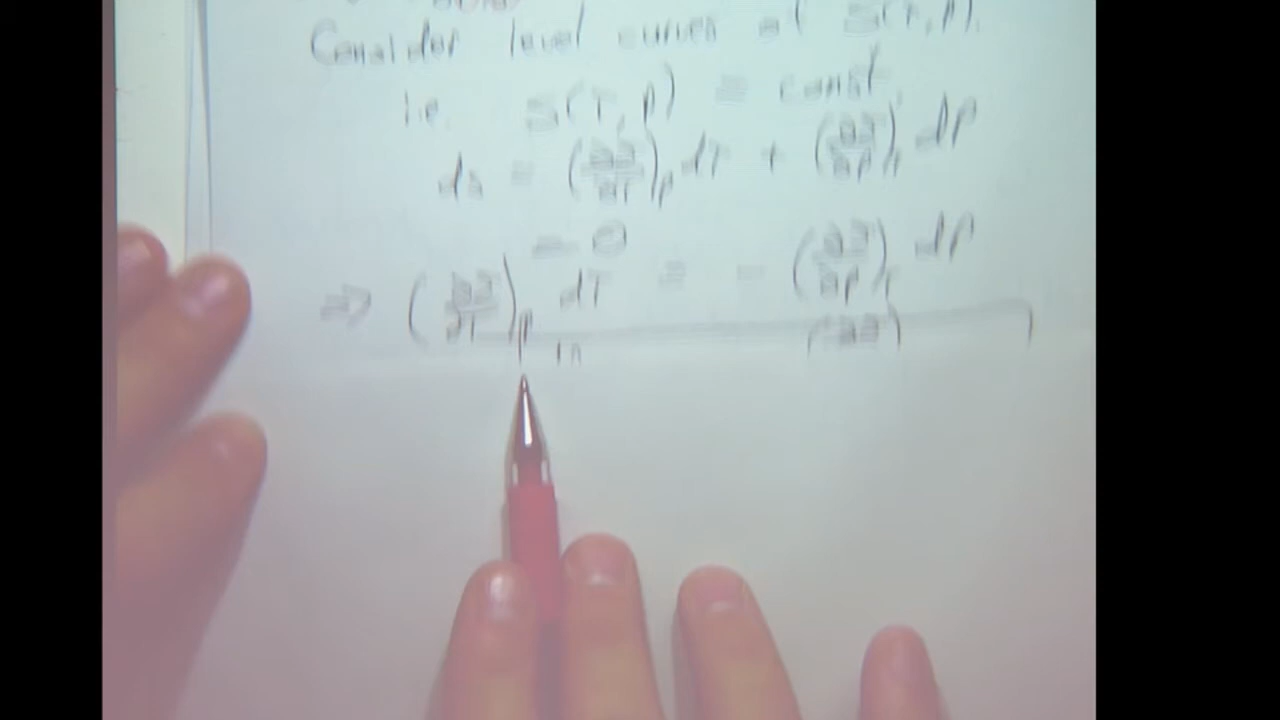 Consider level curves of S(T, p).
i.e. S(T, p) = const.
ds = (∂S/∂T)_p dT + (∂S/∂p)_T dp
= 0
⇒ (∂S/∂T)_p dT = - (∂S/∂p)_T dp